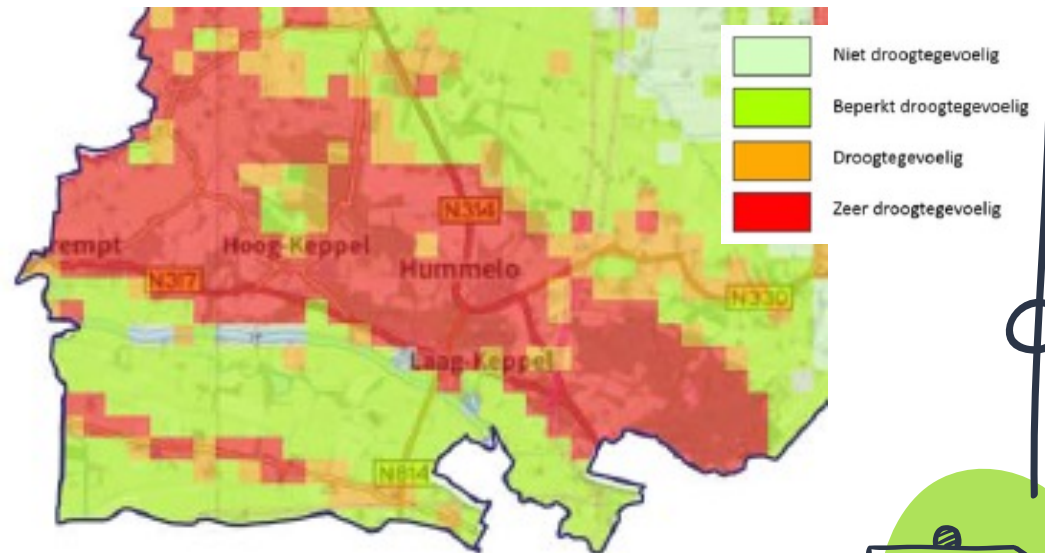 Niet droogtegevoelig
Beperkt droogtegevoelig
Droogtegevoelig
Zeer droogtegevoelig
N314
rempt
Hoog-Keppel
Hummelo
N317
N330
Laag-Keppel
N814